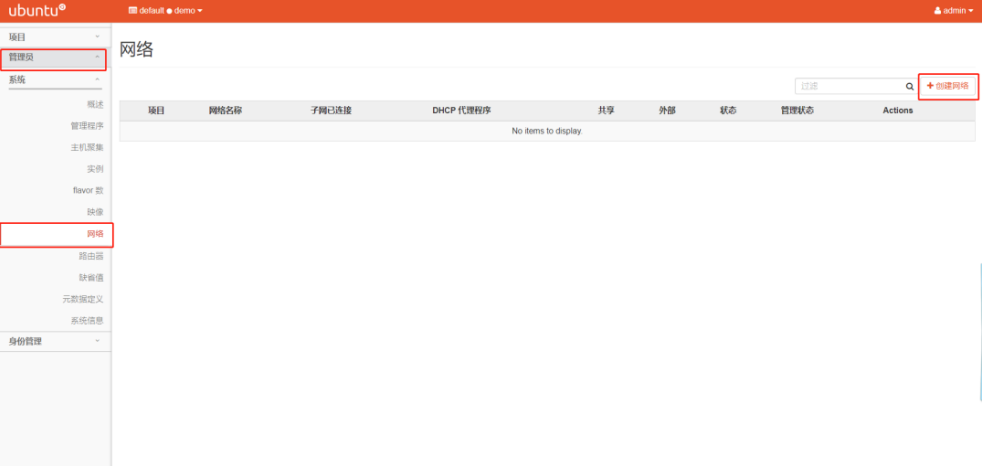 ubuntu®
default ● demo
admin
项目
管理员
系统
概述
管理程序
主机聚集
实例
flavor 数
映像
网络
路由器
缺省值
元数据定义
系统信息
身份管理
网络
过滤
+ 创建网络
项目 网络名称 子网已连接 DHCP 代理程序 共享 外部 状态 管理状态 Actions
No items to display.